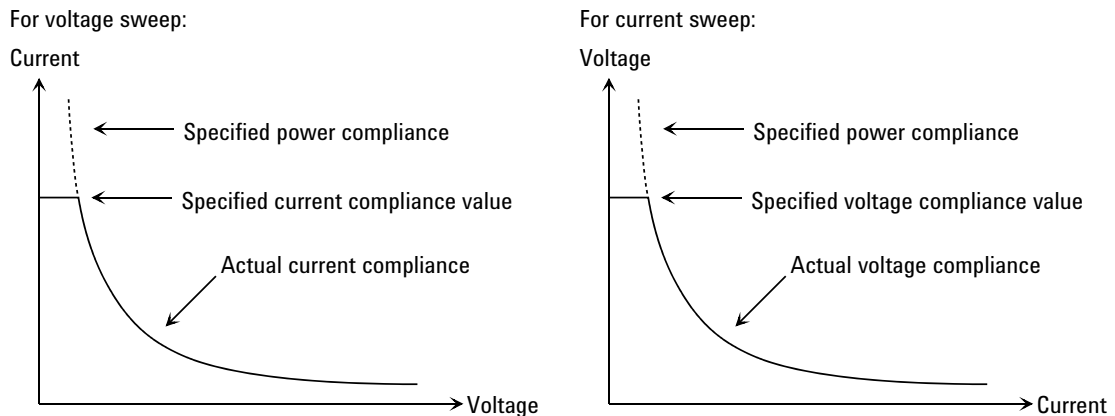 For voltage sweep:
Current
Specified power compliance
Specified current compliance value
Actual current compliance
Voltage
For current sweep:
Voltage
Specified power compliance
Specified voltage compliance value
Actual voltage compliance
Current